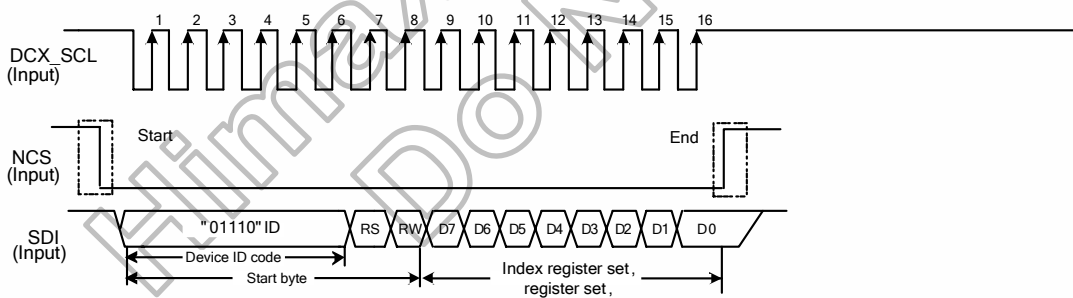 1 2 3 4 5 6 7 8 9 10 11 12 13 14 15 16
DCX_SCL
(Input)
Start
End
NCS
(Input)
SDI
(Input)
"01110" ID
RS
RW
D7
D6
D5
D4
D3
D2
D1
D0
Device ID code
Start byte
Index register set,
register set,
Himax
Do N